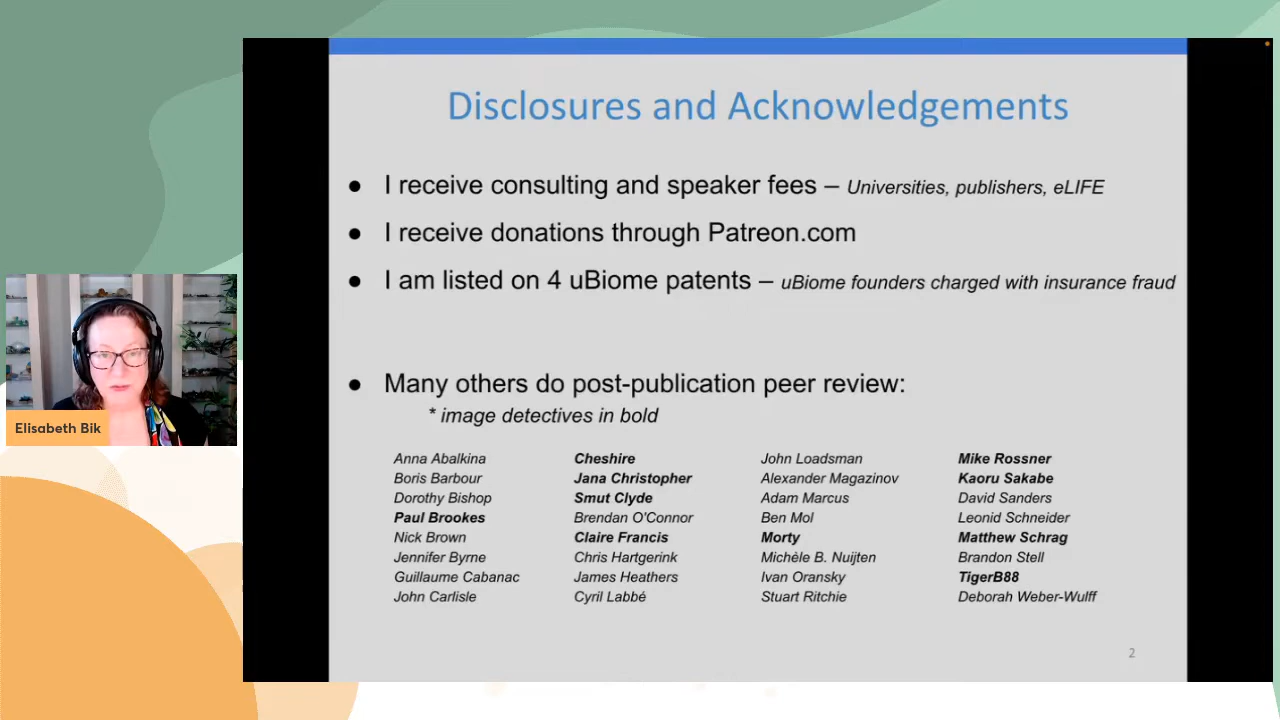 Disclosures and Acknowledgements
● I receive consulting and speaker fees – Universities, publishers, eLIFE
● I receive donations through Patreon.com
● I am listed on 4 uBiome patents – uBiome founders charged with insurance fraud
● Many others do post-publication peer review:
* image detectives in bold
Anna Abalkina
Boris Barbour
Dorothy Bishop
Paul Brookes
Nick Brown
Jennifer Byrne
Guillaume Cabanac
John Carlisle
Cheshire
Jana Christopher
Smut Clyde
Brendan O'Connor
Claire Francis
Chris Hartgerink
James Heathers
Cyril Labbé
John Loadsman
Alexander Magazinov
Adam Marcus
Ben Mol
Morty
Michèle B. Nuijten
Ivan Oransky
Stuart Ritchie
Mike Rossner
Kaoru Sakabe
David Sanders
Leonid Schneider
Matthew Schrag
Brandon Stell
TigerB88
Deborah Weber-Wulff
2
Elisabeth Bik